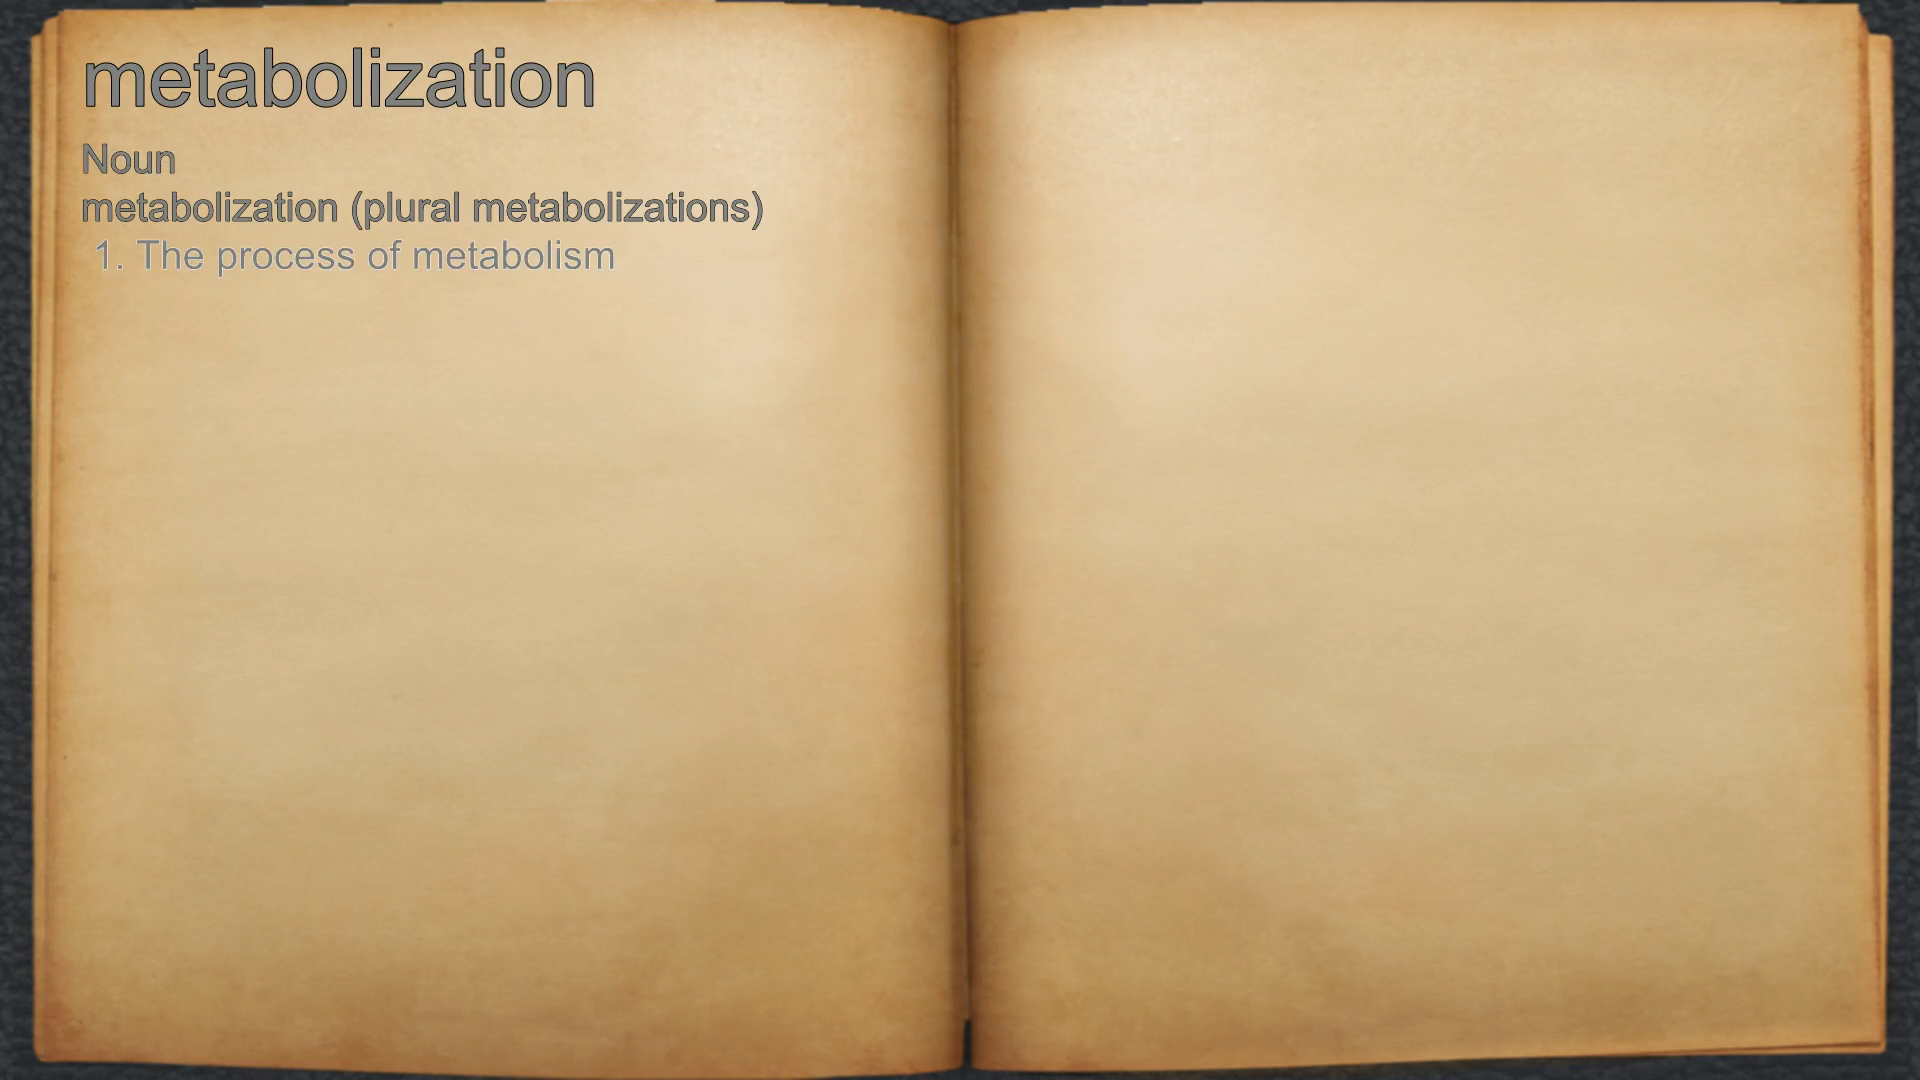 metabolization
Noun
metabolization (plural metabolizations)
1. The process of metabolism